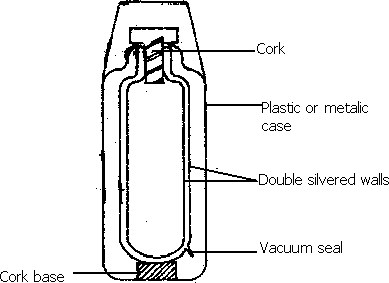 Cork
Plastic or metalic
case
Double silvered walls
Vacuum seal
Cork base